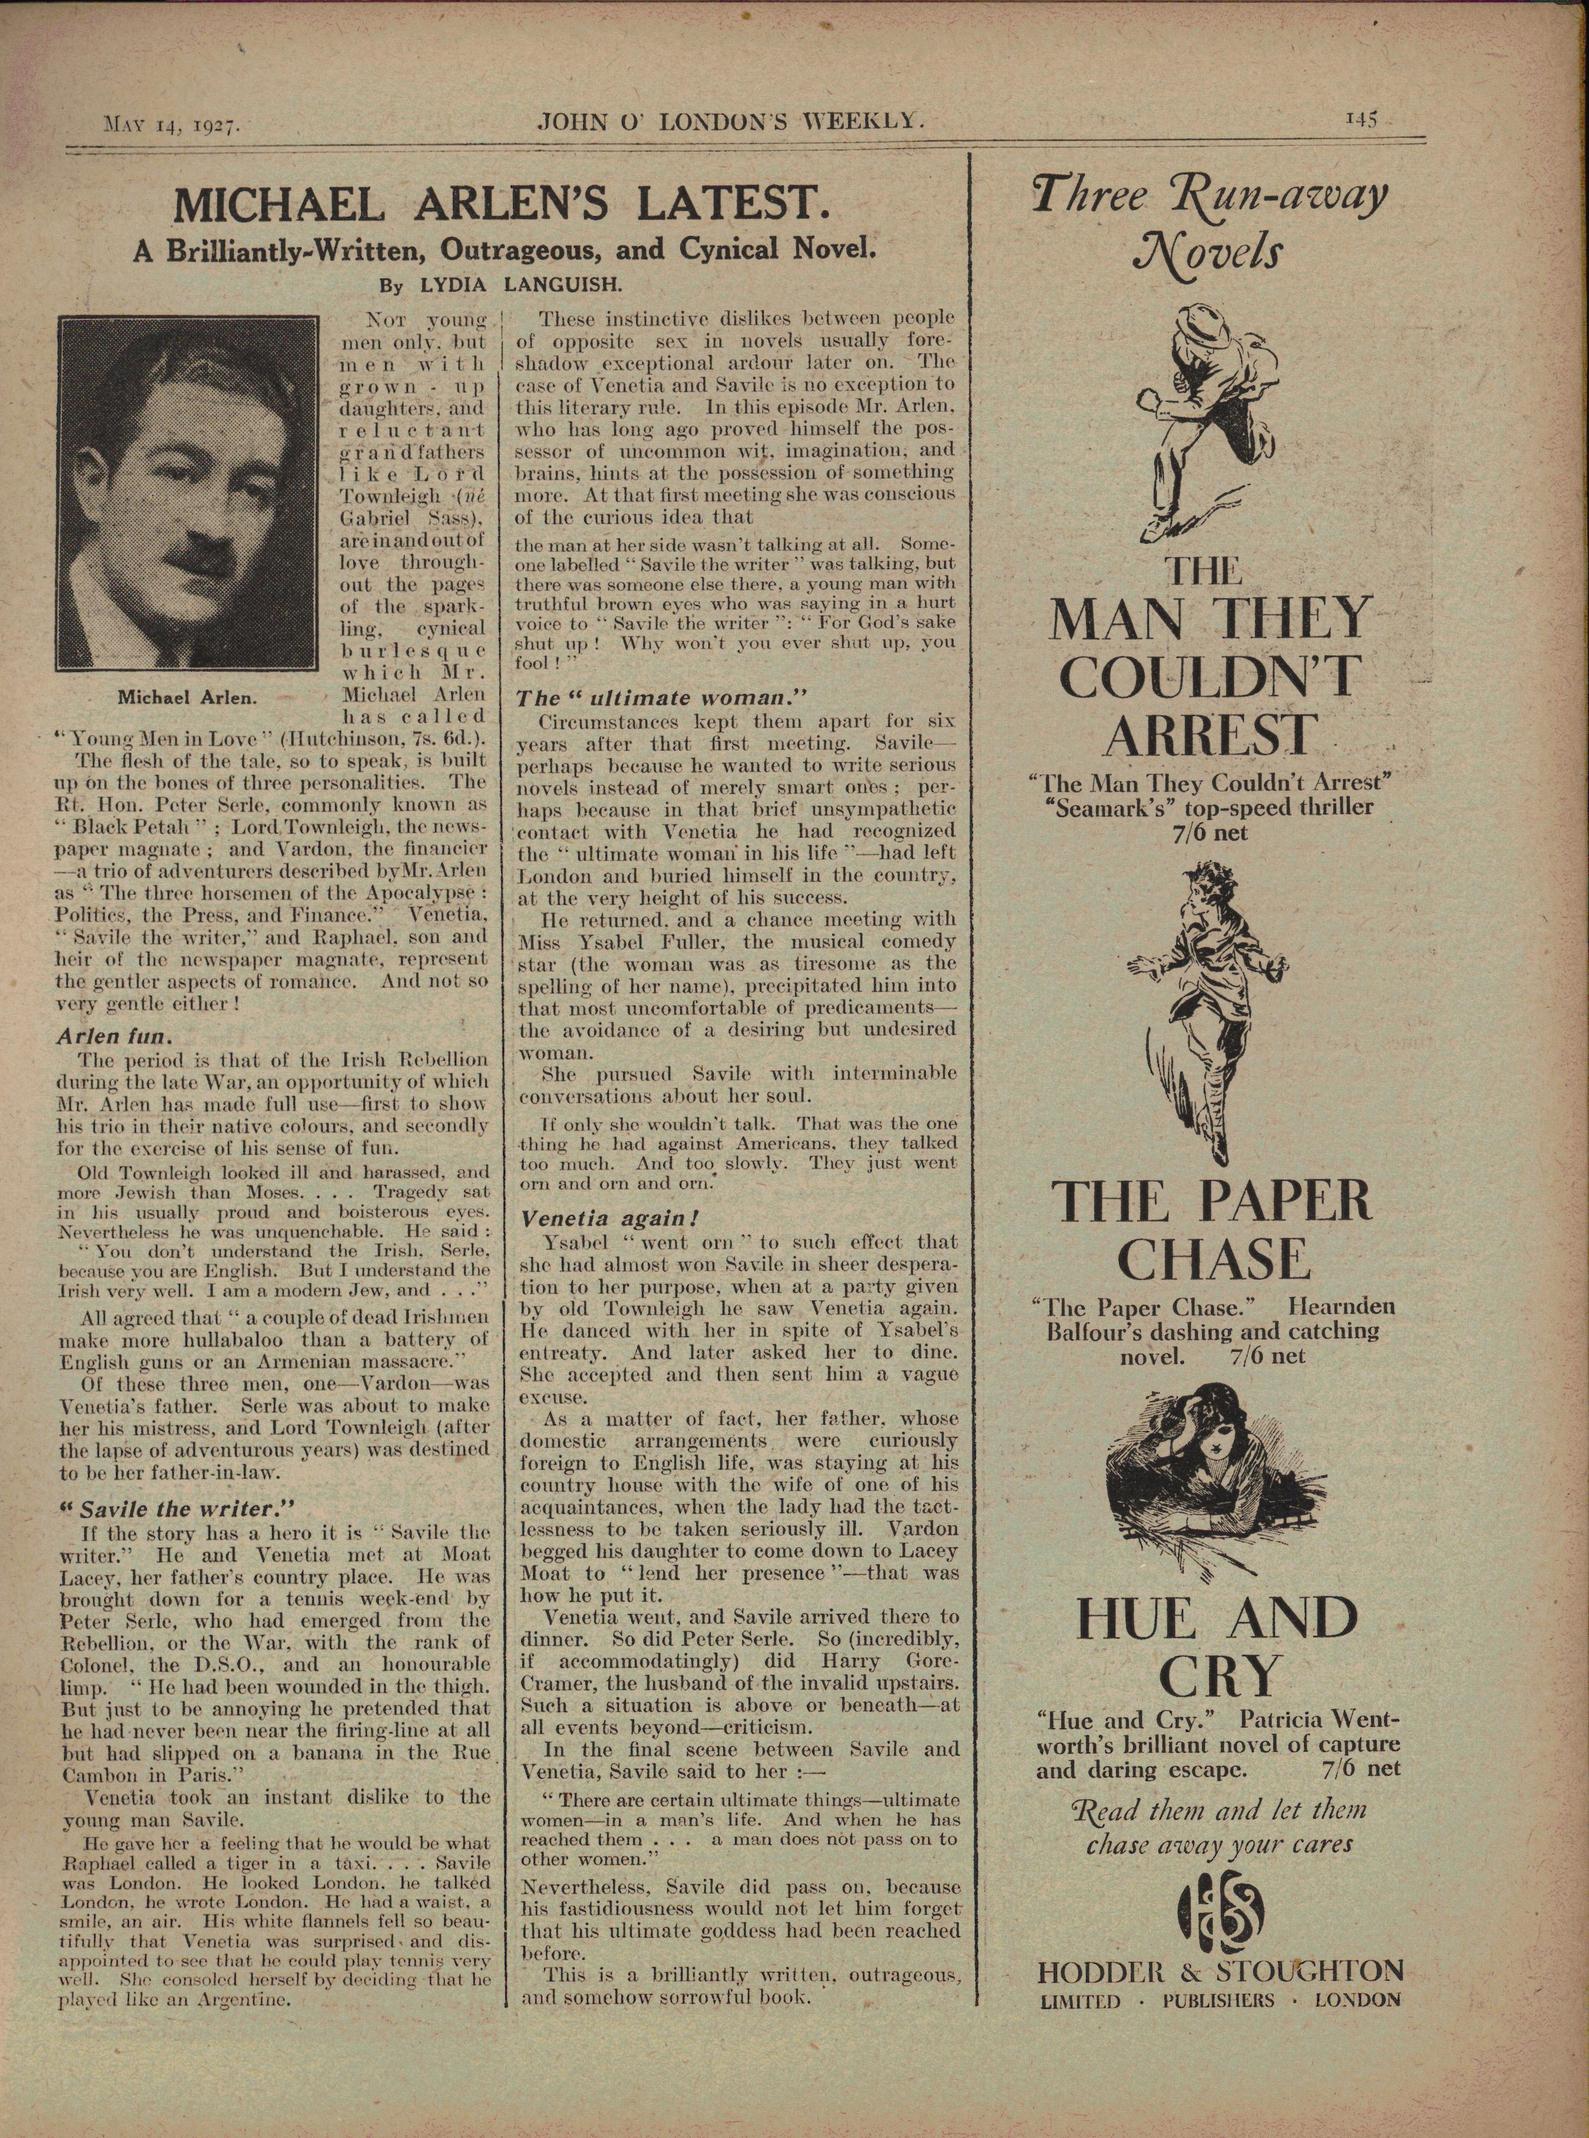 MAY 14, 1927.
JOHN O' LONDON'S WEEKLY.
145
MICHAEL ARLEN'S LATEST.
A Brilliantly-Written, Outrageous, and Cynical Novel.
By LYDIA LANGUISH.
Michael Arlen.
NOT young
men only, but
men with
grown-up
daughters, and
reluctant
grandfathers
like Lord
Townleigh (né
Gabriel Sass),
are in and out of
love through-
out the pages
of the spark-
ling, cynical
burlesque
which Mr.
Michael Arlen
has called
"Young Men in Love" (Hutchinson, 7s. 6d.).
The flesh of the tale, so to speak, is built
up on the bones of three personalities. The
Rt. Hon. Peter Serle, commonly known as
"Black Petah"; Lord Townleigh, the news-
paper magnate; and Vardon, the financier
—a trio of adventurers described by Mr. Arlen
as "The three horsemen of the Apocalypse:
Politics, the Press, and Finance." Venetia,
"Savile the writer," and Raphael, son and
heir of the newspaper magnate, represent
the gentler aspects of romance. And not so
very gentle either!
Arlen fun.
The period is that of the Irish Rebellion
during the late War, an opportunity of which
Mr. Arlen has made full use—first to show
his trio in their native colours, and secondly
for the exercise of his sense of fun.
Old Townleigh looked ill and harassed, and
more Jewish than Moses. . . . Tragedy sat
in his usually proud and boisterous eyes.
Nevertheless he was unquenchable. He said:
"You don't understand the Irish, Serle,
because you are English. But I understand the
Irish very well. I am a modern Jew, and . . ."
All agreed that "a couple of dead Irishmen
make more hullabaloo than a battery of
English guns or an Armenian massacre."
Of these three men, one—Vardon—was
Venetia's father. Serle was about to make
her his mistress, and Lord Townleigh (after
the lapse of adventurous years) was destined
to be her father-in-law.
"Savile the writer."
If the story has a hero it is "Savile the
writer." He and Venetia met at Moat
Lacey, her father's country place. He was
brought down for a tennis week-end by
Peter Serle, who had emerged from the
Rebellion, or the War, with the rank of
Colonel, the D.S.O., and an honourable
limp. "He had been wounded in the thigh.
But just to be annoying he pretended that
he had never been near the firing-line at all
but had slipped on a banana in the Rue
Cambon in Paris."
Venetia took an instant dislike to the
young man Savile.
He gave her a feeling that he would be what
Raphael called a tiger in a taxi. . . . Savile
was London. He looked London, he talked
London, he wrote London. He had a waist, a
smile, an air. His white flannels fell so beau-
tifully that Venetia was surprised and dis-
appointed to see that he could play tennis very
well. She consoled herself by deciding that he
played like an Argentine.
These instinctive dislikes between people
of opposite sex in novels usually fore-
shadow exceptional ardour later on. The
case of Venetia and Savile is no exception to
this literary rule. In this episode Mr. Arlen,
who has long ago proved himself the pos-
sessor of uncommon wit, imagination, and
brains, hints at the possession of something
more. At that first meeting she was conscious
of the curious idea that
the man at her side wasn't talking at all. Some-
one labelled "Savile the writer" was talking, but
there was someone else there, a young man with
truthful brown eyes who was saying in a hurt
voice to "Savile the writer": "For God's sake
shut up! Why won't you ever shut up, you
fool!"
The "ultimate woman."
Circumstances kept them apart for six
years after that first meeting. Savile—
perhaps because he wanted to write serious
novels instead of merely smart ones; per-
haps because in that brief unsympathetic
contact with Venetia he had recognized
the "ultimate woman in his life"—had left
London and buried himself in the country,
at the very height of his success.
He returned, and a chance meeting with
Miss Ysabel Fuller, the musical comedy
star (the woman was as tiresome as the
spelling of her name), precipitated him into
that most uncomfortable of predicaments—
the avoidance of a desiring but undesired
woman.
She pursued Savile with interminable
conversations about her soul.
If only she wouldn't talk. That was the one
thing he had against Americans, they talked
too much. And too slowly. They just went
orn and orn and orn.
Venetia again!
Ysabel "went orn" to such effect that
she had almost won Savile in sheer despera-
tion to her purpose, when at a party given
by old Townleigh he saw Venetia again.
He danced with her in spite of Ysabel's
entreaty. And later asked her to dine.
She accepted and then sent him a vague
excuse.
As a matter of fact, her father, whose
domestic arrangements were curiously
foreign to English life, was staying at his
country house with the wife of one of his
acquaintances, when the lady had the tact-
lessness to be taken seriously ill. Vardon
begged his daughter to come down to Lacey
Moat to "lend her presence"—that was
how he put it.
Venetia went, and Savile arrived there to
dinner. So did Peter Serle. So (incredibly,
if accommodatingly) did Harry Gore-
Cramer, the husband of the invalid upstairs.
Such a situation is above or beneath—at
all events beyond—criticism.
In the final scene between Savile and
Venetia, Savile said to her:—
"There are certain ultimate things—ultimate
women—in a man's life. And when he has
reached them . . . a man does not pass on to
other women."
Nevertheless, Savile did pass on, because
his fastidiousness would not let him forget
that his ultimate goddess had been reached
before.
This is a brilliantly written, outrageous,
and somehow sorrowful book.
Three Run-away
Novels
THE
MAN THEY
COULDN'T
ARREST
"The Man They Couldn't Arrest"
"Seamark's" top-speed thriller
7/6 net
THE PAPER
CHASE
"The Paper Chase." Hearnden
Balfour's dashing and catching
novel. 7/6 net
HUE AND
CRY
"Hue and Cry." Patricia Went-
worth's brilliant novel of capture
and daring escape. 7/6 net
Read them and let them
chase away your cares
HODDER & STOUGHTON
LIMITED · PUBLISHERS · LONDON